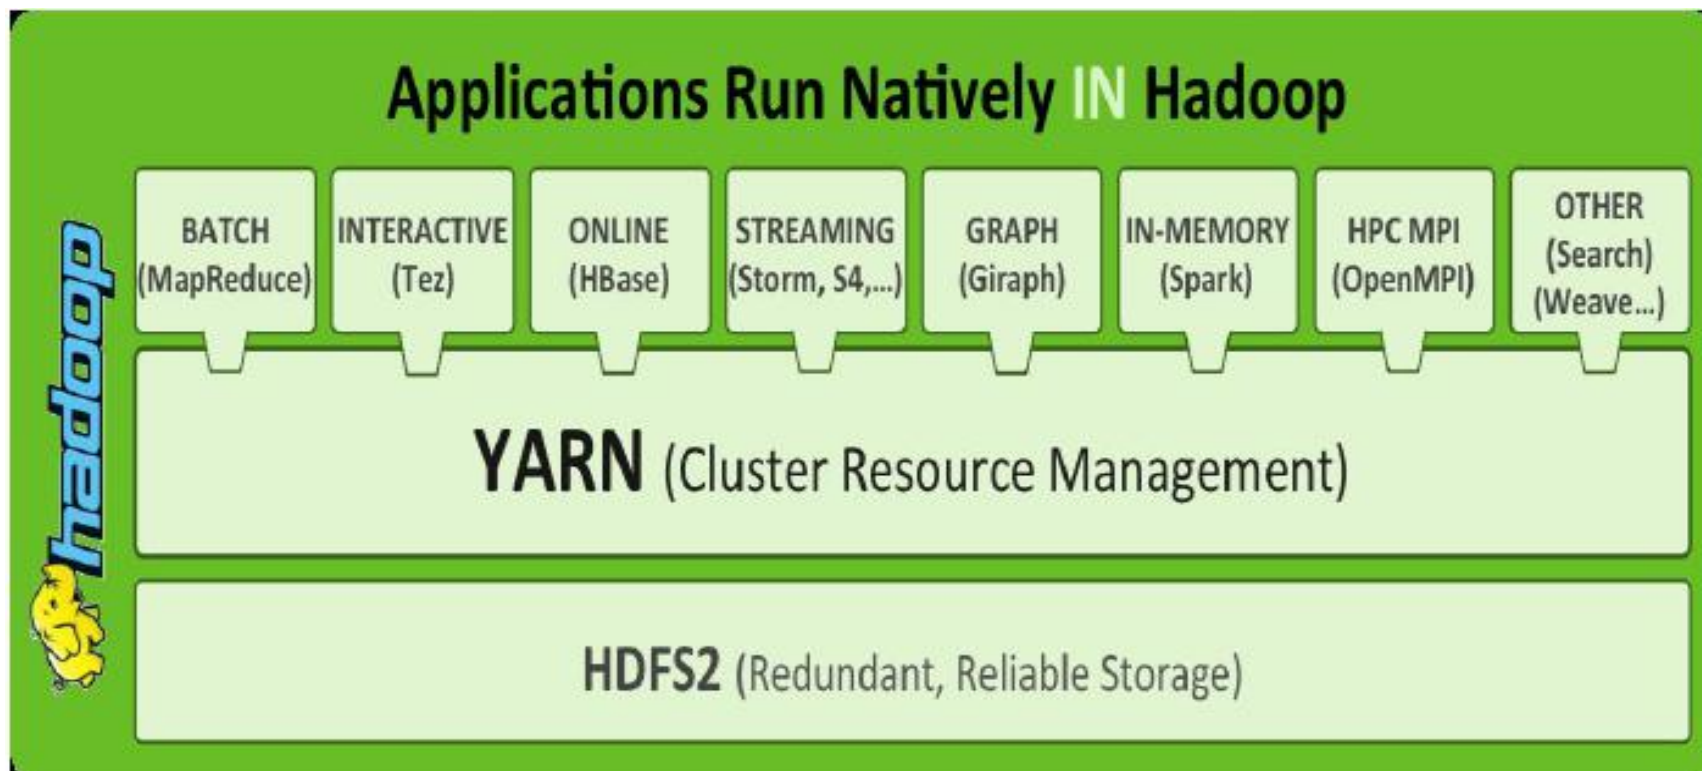 Applications Run Natively IN Hadoop
BATCH
(MapReduce)
INTERACTIVE
(Tez)
ONLINE
(HBase)
STREAMING
(Storm, S4,...)
GRAPH
(Giraph)
IN-MEMORY
(Spark)
HPC MPI
(OpenMPI)
OTHER
(Search)
(Weave...)
hadoop
YARN (Cluster Resource Management)
HDFS2 (Redundant, Reliable Storage)